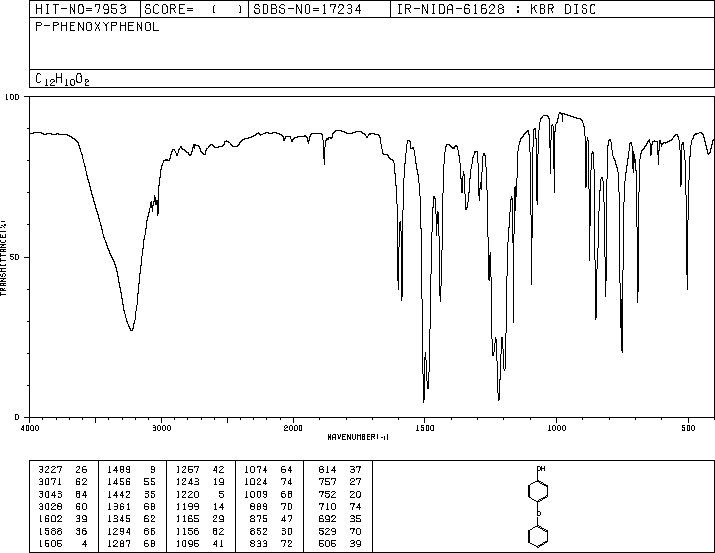 HIT-NO=7953 SCORE= ( ) SDBS-NO=17234 IR-NIDA-61628 : KBR DISC
P-PHENOXYPHENOL
C12H10O2
100
50
0
TRANSMITTANCE(%)
4000 3000 2000 1500 1000 500
WAVENUMBER(-1)
3227 26 1489 9 1257 42 1074 64 814 37
3071 62 1456 55 1243 19 1024 74 757 27
3043 64 1442 35 1220 5 1009 68 752 20
3028 60 1361 68 1199 14 889 70 710 74
1602 39 1345 62 1165 29 875 47 692 35
1588 36 1294 66 1156 62 852 30 529 70
1505 4 1287 68 1095 41 833 72 505 39
OH
O